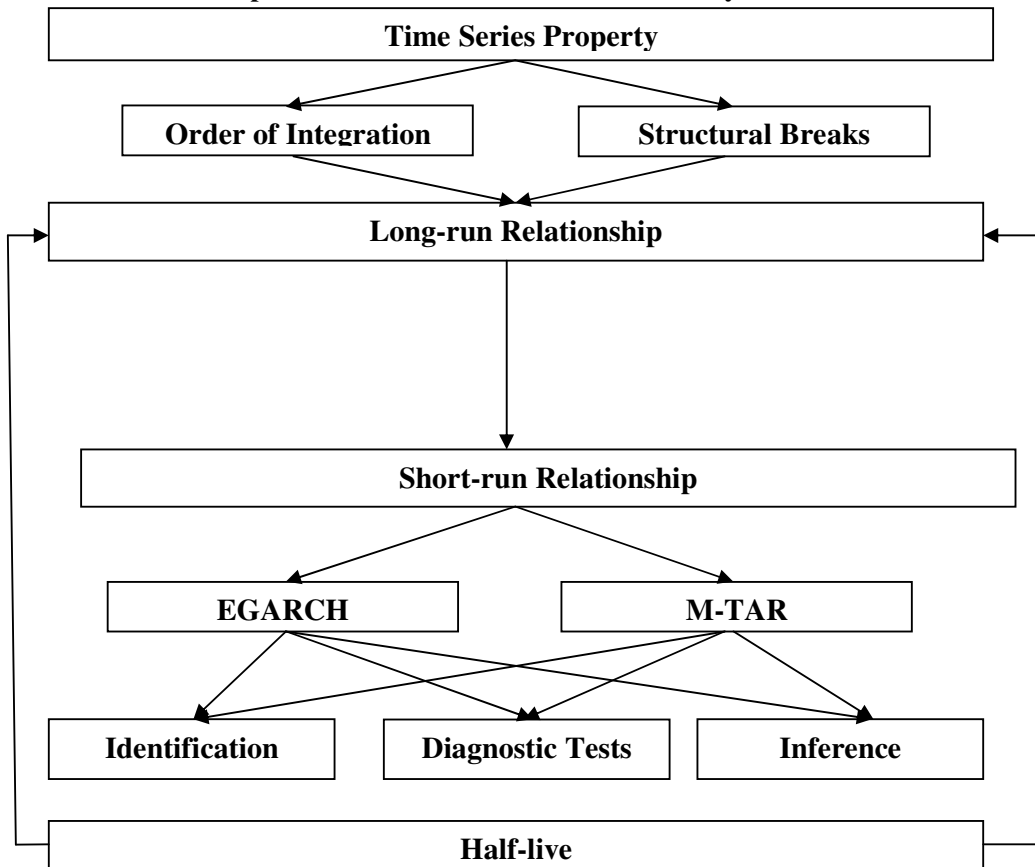 Time Series Property
Order of Integration
Structural Breaks
Long-run Relationship
Short-run Relationship
EGARCH
M-TAR
Identification
Diagnostic Tests
Inference
Half-live